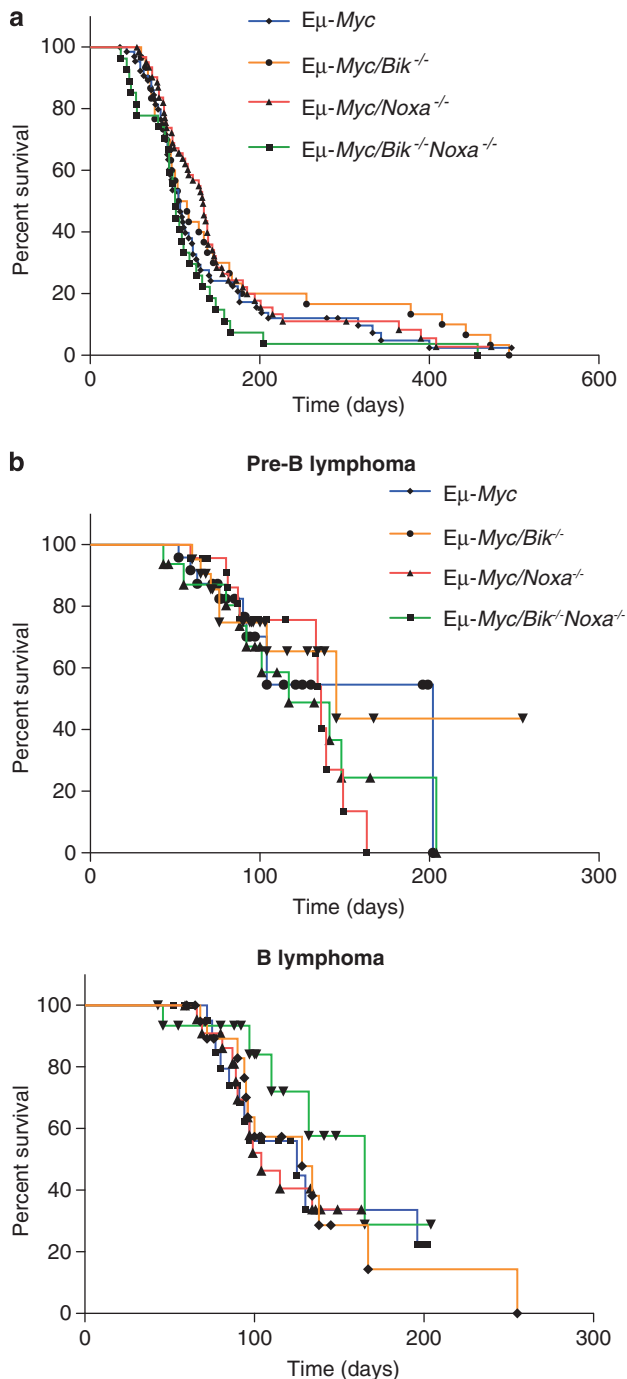 a
Eμ-Myc
Eμ-Myc/Bik-/-
Eμ-Myc/Noxa-/-
Eμ-Myc/Bik-/-Noxa-/-
Percent survival
100
80
60
40
20
0
0 200 400 600
Time (days)
b
Pre-B lymphoma
Eμ-Myc
Eμ-Myc/Bik-/-
Eμ-Myc/Noxa-/-
Eμ-Myc/Bik-/-Noxa-/-
Percent survival
100
80
60
40
20
0
0 100 200 300
Time (days)
B lymphoma
Percent survival
100
80
60
40
20
0
0 100 200 300
Time (days)